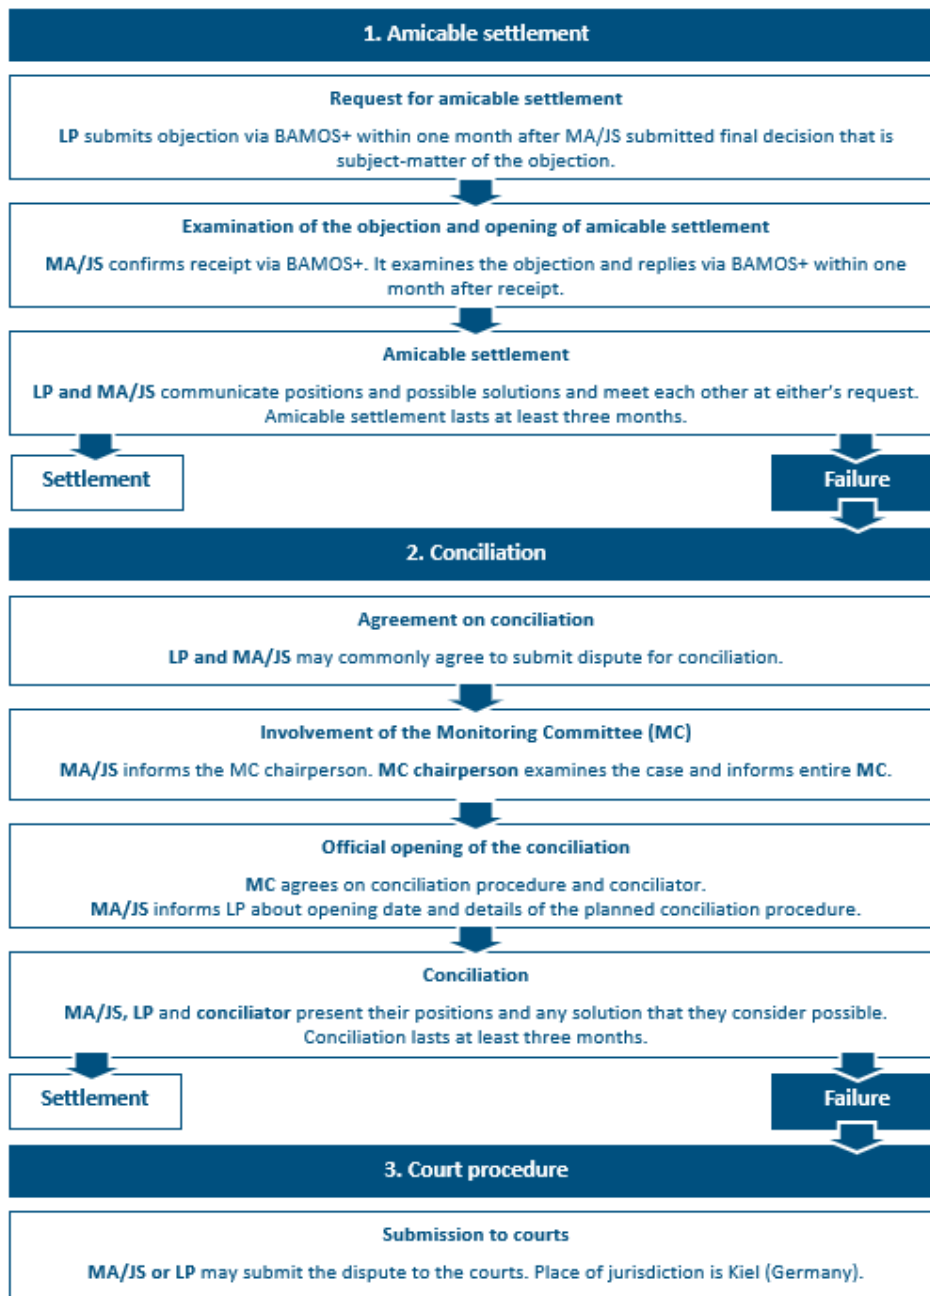 1. Amicable settlement
Request for amicable settlement
LP submits objection via BAMOS+ within one month after MA/JS submitted final decision that is
subject-matter of the objection.
Examination of the objection and opening of amicable settlement
MA/JS confirms receipt via BAMOS+. It examines the objection and replies via BAMOS+ within one
month after receipt.
Amicable settlement
LP and MA/JS communicate positions and possible solutions and meet each other at either's request.
Amicable settlement lasts at least three months.
Settlement
Failure
2. Conciliation
Agreement on conciliation
LP and MA/JS may commonly agree to submit dispute for conciliation.
Involvement of the Monitoring Committee (MC)
MA/JS informs the MC chairperson. MC chairperson examines the case and informs entire MC.
Official opening of the conciliation
MC agrees on conciliation procedure and conciliator.
MA/JS informs LP about opening date and details of the planned conciliation procedure.
Conciliation
MA/JS, LP and conciliator present their positions and any solution that they consider possible.
Conciliation lasts at least three months.
Settlement
Failure
3. Court procedure
Submission to courts
MA/JS or LP may submit the dispute to the courts. Place of jurisdiction is Kiel (Germany).